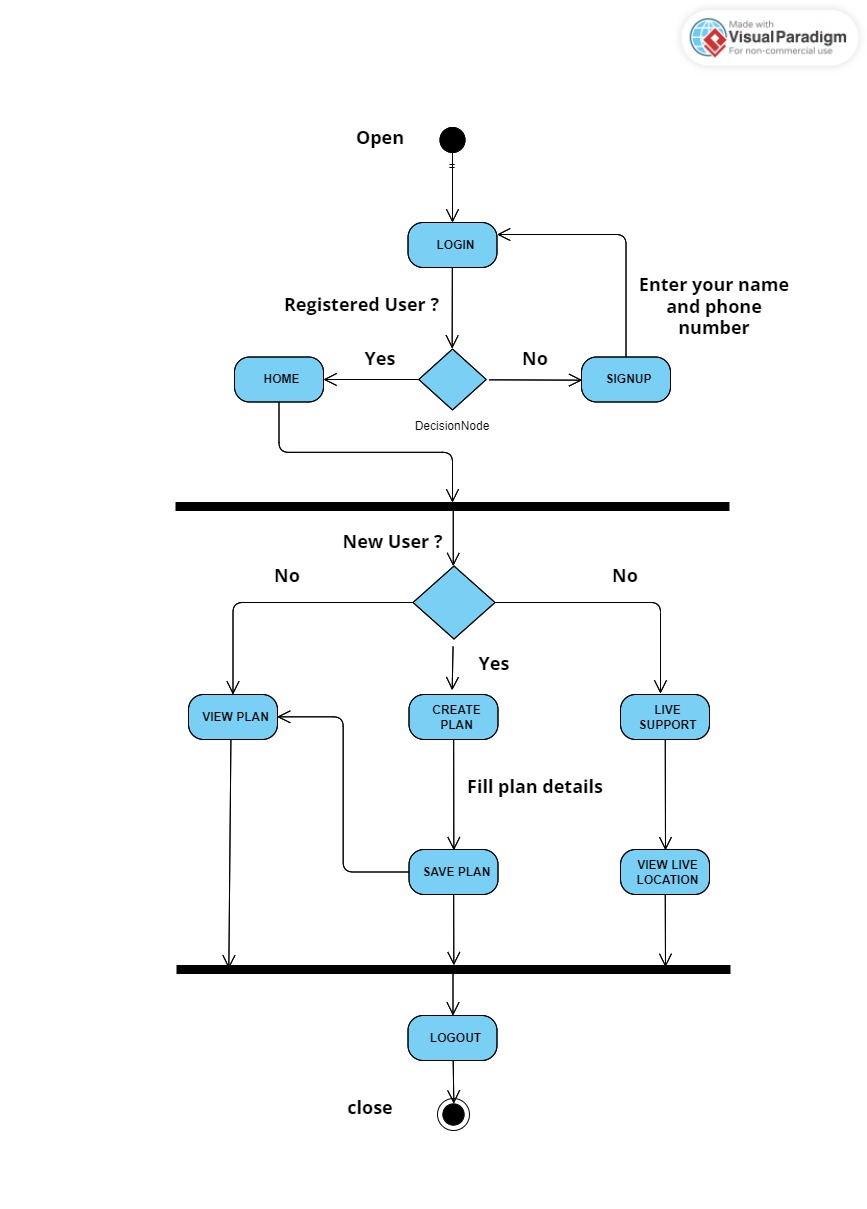 Made with
VisualParadigm
For non-commercial use
Open
=
LOGIN
Registered User ?
Enter your name
and phone
number
Yes
No
HOME
SIGNUP
DecisionNode
New User ?
No
No
Yes
VIEW PLAN
CREATE
PLAN
LIVE
SUPPORT
Fill plan details
SAVE PLAN
VIEW LIVE
LOCATION
LOGOUT
close